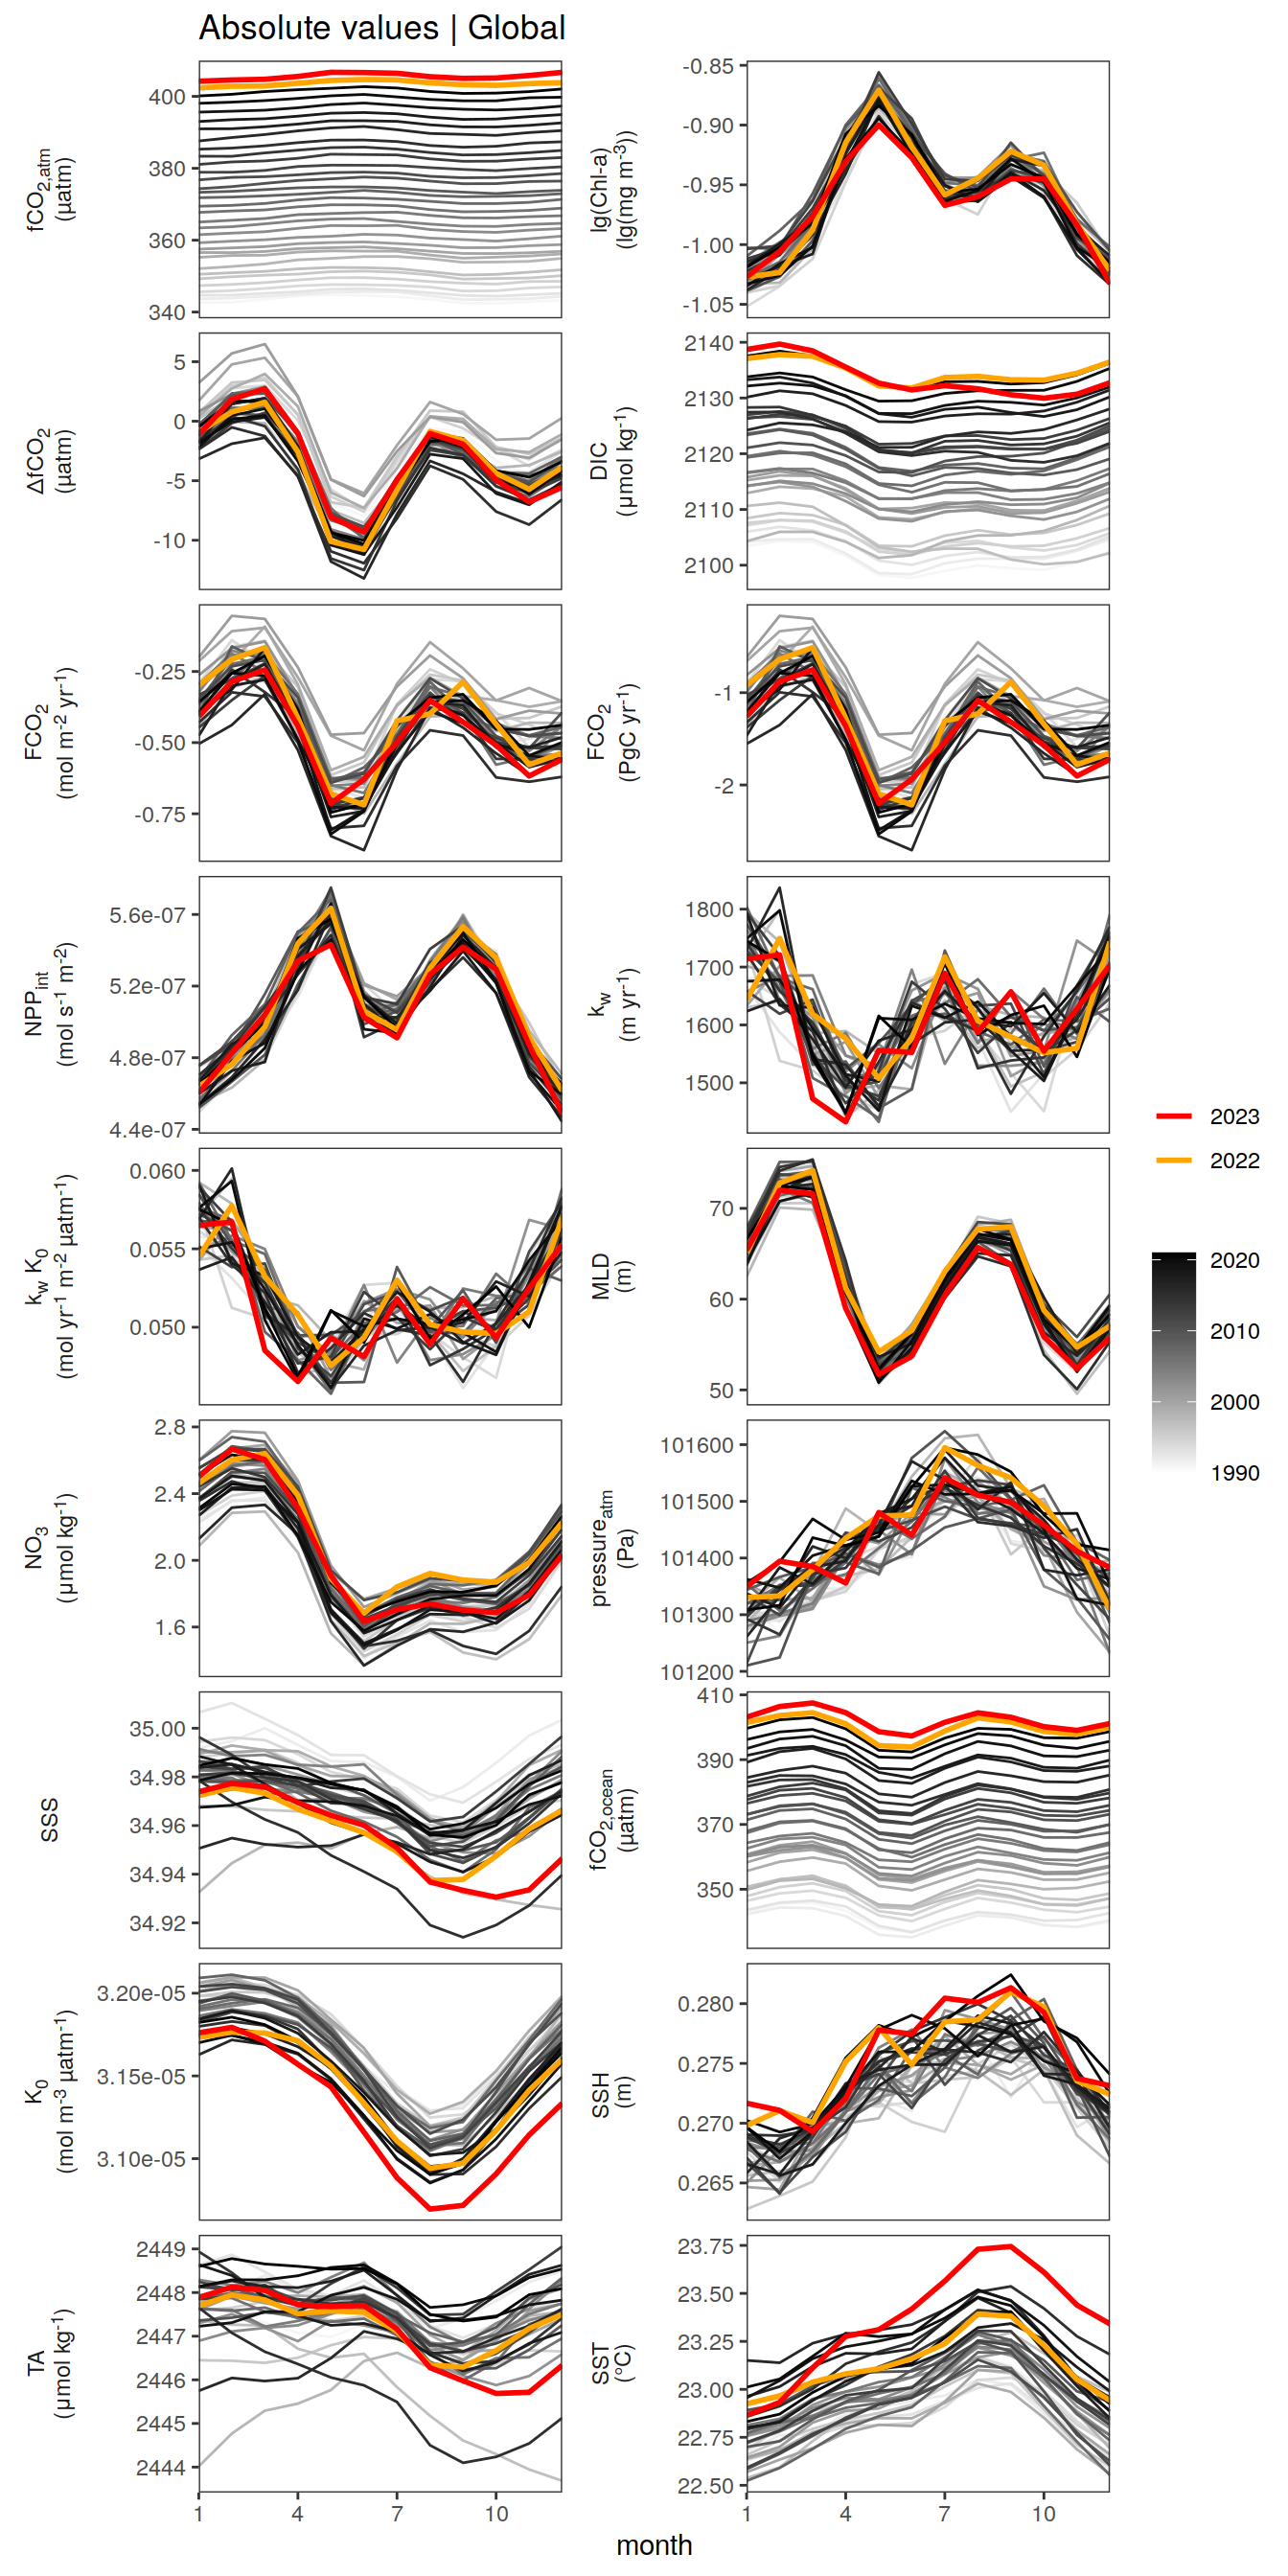 Absolute values | Global
fCO2,atm
(µatm)
400
380
360
340
lg(Chl-a)
(lg(mg m-3))
-0.85
-0.90
-0.95
-1.00
-1.05
ΔfCO2
(µatm)
5
0
-5
-10
DIC
(µmol kg-1)
2140
2130
2120
2110
2100
FCO2
(mol m-2 yr-1)
-0.25
-0.50
-0.75
FCO2
(PgC yr-1)
-1
-2
NPPint
(mol s-1 m-2)
5.6e-07
5.2e-07
4.8e-07
4.4e-07
kw
(m yr-1)
1800
1700
1600
1500
kw K0
(mol yr-1 m-2 µatm-1)
0.060
0.055
0.050
MLD
(m)
70
60
50
NO3
(µmol kg-1)
2.8
2.4
2.0
1.6
pressureatm
(Pa)
101600
101500
101400
101300
101200
SSS
35.00
34.98
34.96
34.94
34.92
fCO2,ocean
(µatm)
410
390
370
350
K0
(mol m-3 µatm-1)
3.20e-05
3.15e-05
3.10e-05
SSH
(m)
0.280
0.275
0.270
0.265
TA
(µmol kg-1)
2449
2448
2447
2446
2445
2444
SST
(°C)
23.75
23.50
23.25
23.00
22.75
22.50
1 4 7 10
1 4 7 10
month
2023
2022
2020
2010
2000
1990